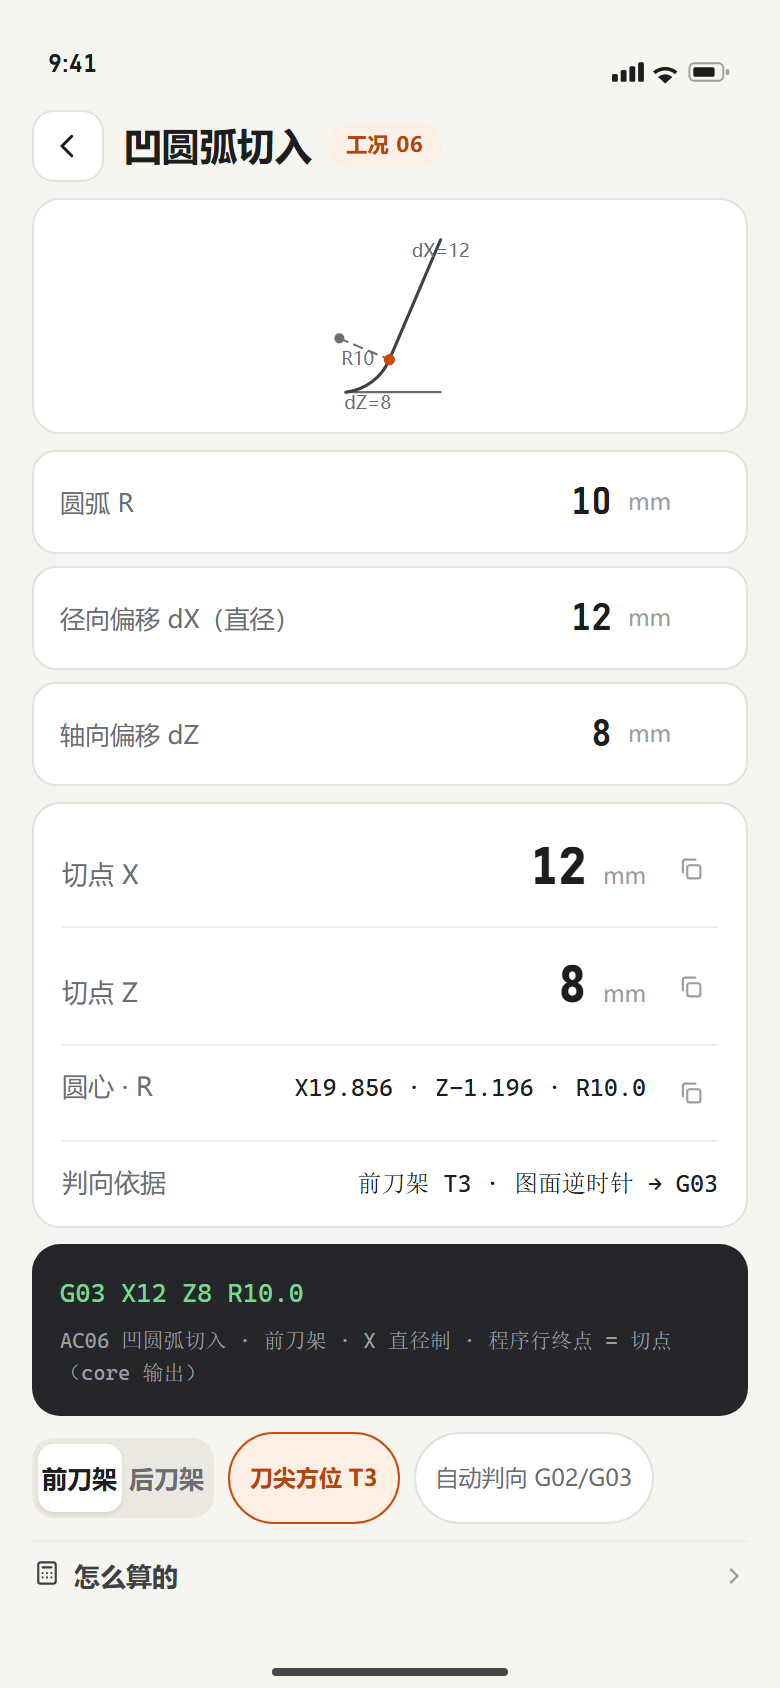 9:41
凹圆弧切入
工况 06
dX=12
R10
dZ=8
圆弧 R 10 mm
径向偏移 dX（直径） 12 mm
轴向偏移 dZ 8 mm
切点 X 12 mm
切点 Z 8 mm
圆心 · R X19.856 · Z−1.196 · R10.0
判向依据 前刀架 T3 · 图面逆时针 → G03
G03 X12 Z8 R10.0
AC06 凹圆弧切入 · 前刀架 · X 直径制 · 程序行终点 = 切点
（core 输出）
前刀架 后刀架 刀尖方位 T3 自动判向 G02/G03
怎么算的